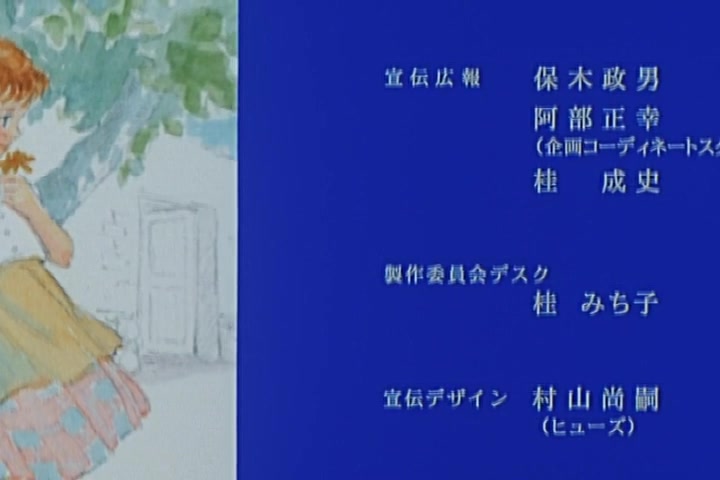 宣伝広報 保木政男
阿部正幸
(企画コーディネートスタ
桂 成史
製作委員会デスク
桂 みち子
宣伝デザイン 村山尚嗣
(ヒューズ)